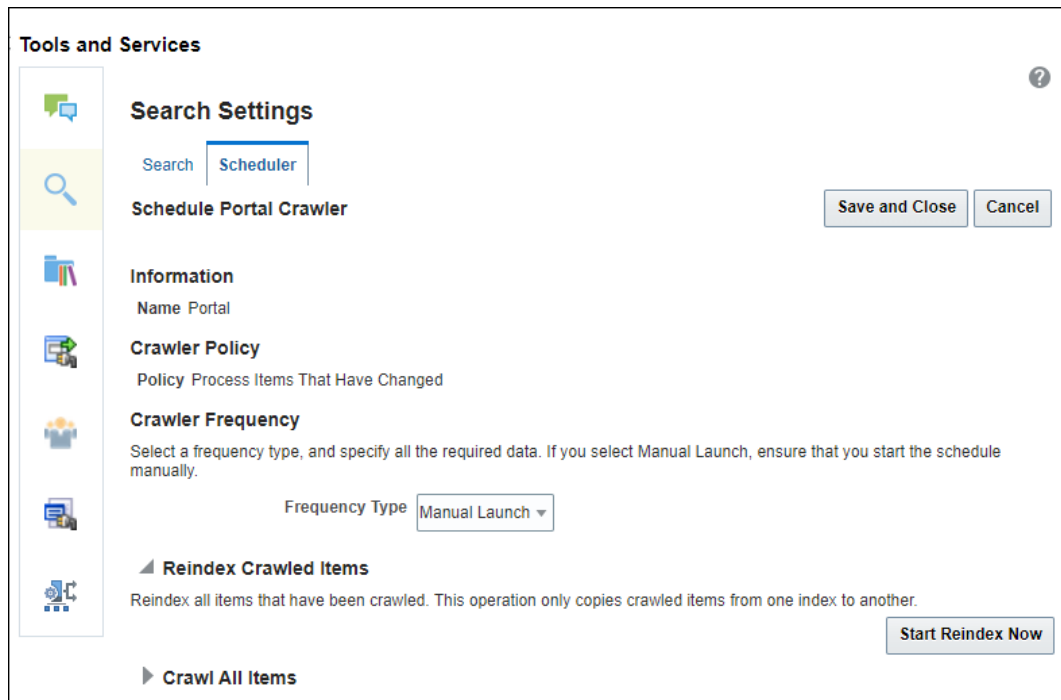 Tools and Services
Search Settings
Search Scheduler
Schedule Portal Crawler
Save and Close Cancel
Information
Name Portal
Crawler Policy
Policy Process Items That Have Changed
Crawler Frequency
Select a frequency type, and specify all the required data. If you select Manual Launch, ensure that you start the schedule
manually.
Frequency Type Manual Launch
Reindex Crawled Items
Reindex all items that have been crawled. This operation only copies crawled items from one index to another.
Start Reindex Now
Crawl All Items